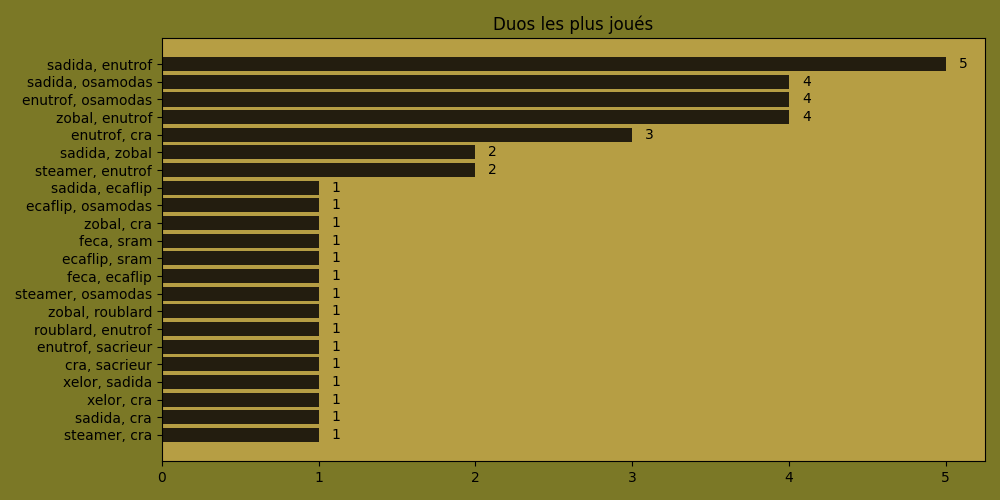 Duos les plus joués
sadida, enutrof 5
sadida, osamodas 4
enutrof, osamodas 4
zobal, enutrof 4
enutrof, cra 3
sadida, zobal 2
steamer, enutrof 2
sadida, ecaflip 1
ecaflip, osamodas 1
zobal, cra 1
feca, sram 1
ecaflip, sram 1
feca, ecaflip 1
steamer, osamodas 1
zobal, roublard 1
roublard, enutrof 1
enutrof, sacrieur 1
cra, sacrieur 1
xelor, sadida 1
xelor, cra 1
sadida, cra 1
steamer, cra 1
0 1 2 3 4 5